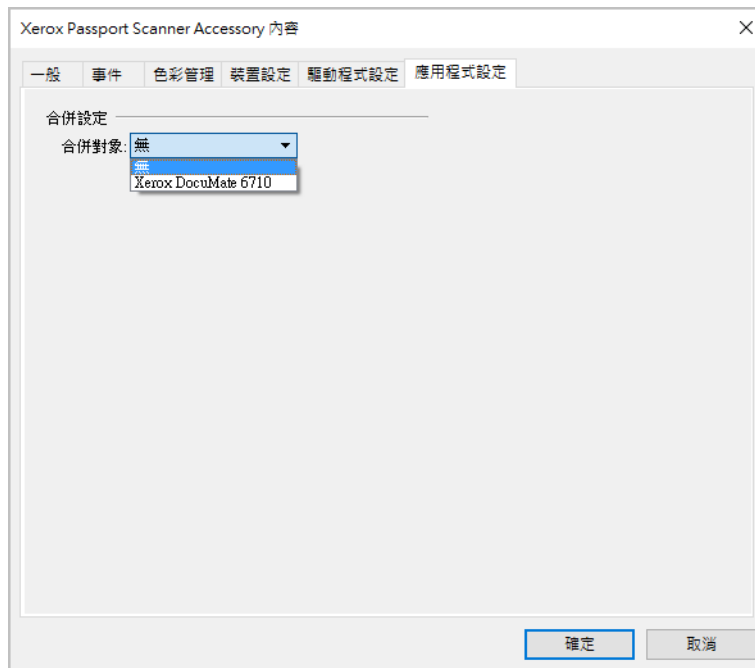 Xerox Passport Scanner Accessory 內容
一般 事件 色彩管理 裝置設定 驅動程式設定 應用程式設定
合併設定
合併對象: 無
無
Xerox DocuMate 6710
確定 取消